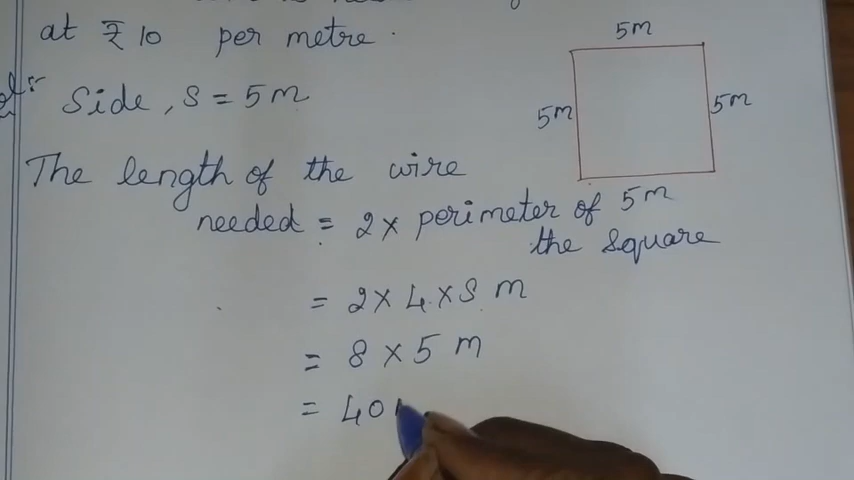 at ₹10 per metre.
5m
Side, S = 5m
5m
5m
The length of the wire
5m
needed = 2 × perimeter of
the square
= 2 × 4 × S m
= 8 × 5 m
= 40